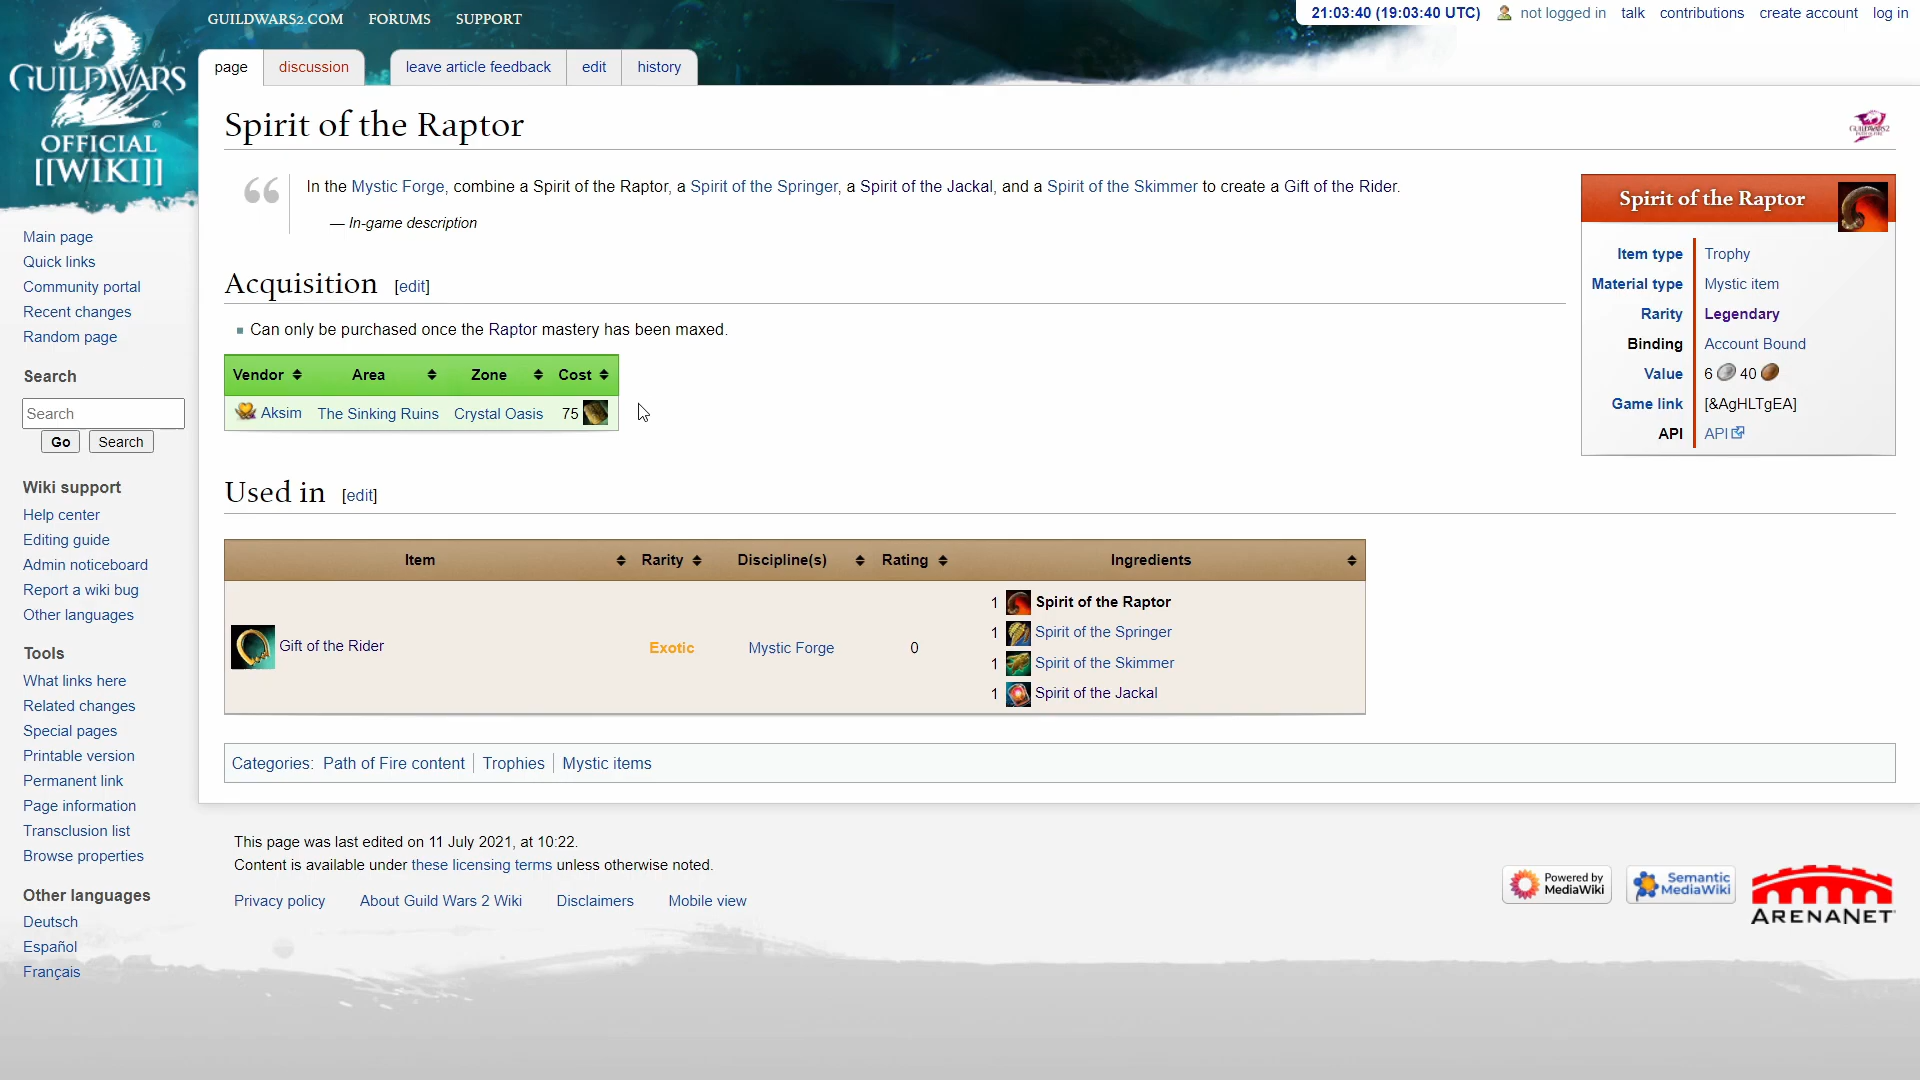 GUILDWARS2.COM FORUMS SUPPORT
21:03:40 (19:03:40 UTC) not logged in talk contributions create account log in
GUILDWARS
OFFICIAL
[[WIKI]]
page discussion leave article feedback edit history
Spirit of the Raptor
In the Mystic Forge, combine a Spirit of the Raptor, a Spirit of the Springer, a Spirit of the Jackal, and a Spirit of the Skimmer to create a Gift of the Rider.
— In-game description
Acquisition [edit]
Can only be purchased once the Raptor mastery has been maxed.
Vendor Area Zone Cost
Aksim The Sinking Ruins Crystal Oasis 75
Used in [edit]
Item Rarity Discipline(s) Rating Ingredients
Gift of the Rider Exotic Mystic Forge 0
1 Spirit of the Raptor
1 Spirit of the Springer
1 Spirit of the Skimmer
1 Spirit of the Jackal
Categories: Path of Fire content Trophies Mystic items
Spirit of the Raptor
Item type Trophy
Material type Mystic item
Rarity Legendary
Binding Account Bound
Value 6 40
Game link [&AgHLTgEA]
API API
Main page
Quick links
Community portal
Recent changes
Random page
Search
Search
Go Search
Wiki support
Help center
Editing guide
Admin noticeboard
Report a wiki bug
Other languages
Tools
What links here
Related changes
Special pages
Printable version
Permanent link
Page information
Transclusion list
Browse properties
Other languages
Deutsch
Español
Français
This page was last edited on 11 July 2021, at 10:22.
Content is available under these licensing terms unless otherwise noted.
Privacy policy About Guild Wars 2 Wiki Disclaimers Mobile view
Powered by
MediaWiki
Semantic
MediaWiki
ARENANET